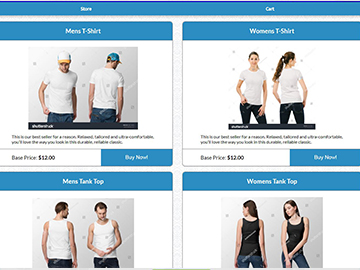 Store
Cart
Mens T-Shirt
Womens T-Shirt
shutterstock
This is our best seller for a reason. Relaxed, tailored and ultra-comfortable,
you'll love the way you look in this durable, reliable classic.
This is our best seller for a reason. Relaxed, tailored and ultra-comfortable,
you'll love the way you look in this durable, reliable classic.
Base Price: $12.00
Buy Now!
Base Price: $12.00
Buy Now!
Mens Tank Top
Womens Tank Top